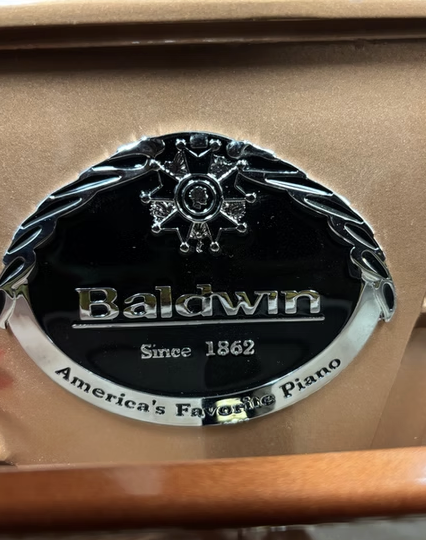 Baldwin
Since 1862
America's Favorite Piano